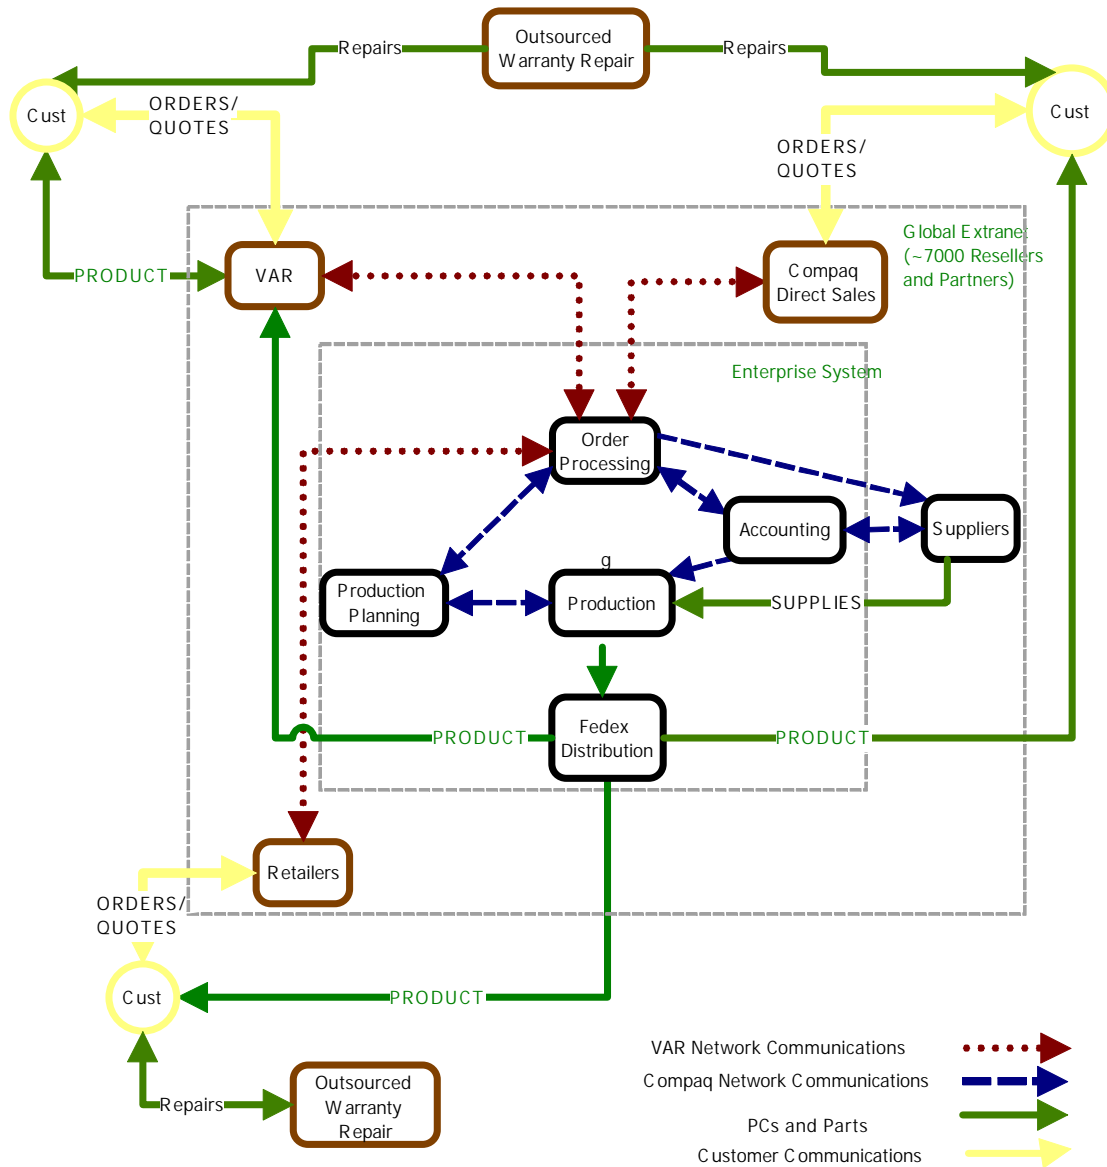 Outsourced
Warranty Repair
Repairs
Repairs
Cust
ORDERS/
QUOTES
Cust
ORDERS/
QUOTES
Global Extranet
(~7000 Resellers
and Partners)
PRODUCT
VAR
Compaq
Direct Sales
Enterprise System
Order
Processing
Accounting
Suppliers
g
Production
Planning
Production
SUPPLIES
Fedex
Distribution
PRODUCT
PRODUCT
Retailers
ORDERS/
QUOTES
Cust
PRODUCT
VAR Network Communications
Compaq Network Communications
PCs and Parts
Customer Communications
Repairs
Outsourced
Warranty
Repair